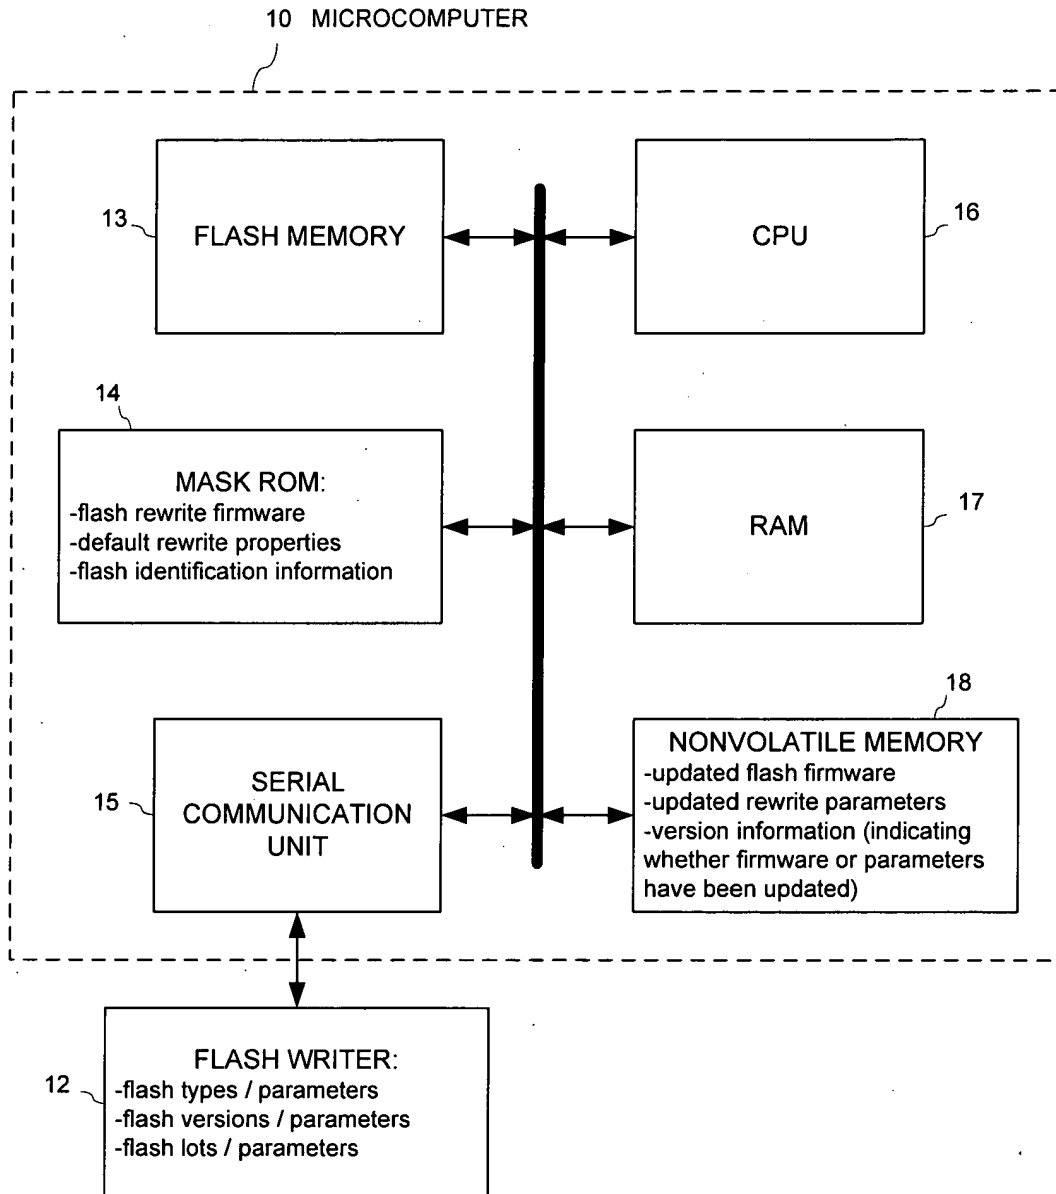 10 MICROCOMPUTER
13
FLASH MEMORY
CPU
16
14
MASK ROM:
-flash rewrite firmware
-default rewrite properties
-flash identification information
RAM
17
15
SERIAL
COMMUNICATION
UNIT
18
NONVOLATILE MEMORY
-updated flash firmware
-updated rewrite parameters
-version information (indicating
whether firmware or parameters
have been updated)
12
FLASH WRITER:
-flash types / parameters
-flash versions / parameters
-flash lots / parameters